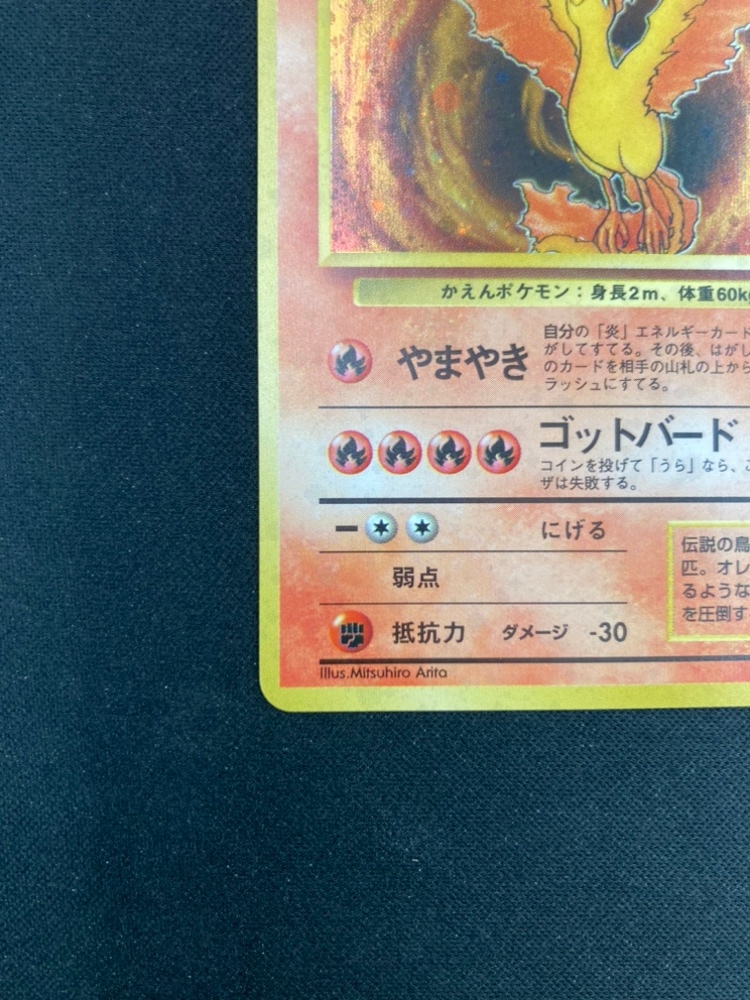 かえんポケモン：身長2m、体重60kg
やまやき
自分の「炎」エネルギーカード
がしてすてる。その後、はがし
のカードを相手の山札の上から
ラッシュにすてる。
ゴットバード
コインを投げて「うら」なら、こ
ザは失敗する。
にげる
弱点
抵抗力 ダメージ -30
伝説の鳥
匹。オレ
るような
を圧倒す
Illus.Mitsuhiro Arita